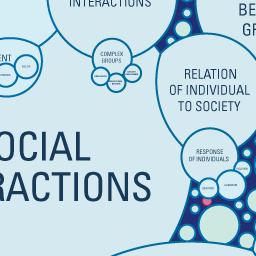 INTERACTIONS
BE
GR
ENT
COMPLEX
GROUPS
RELATION
OF INDIVIDUAL
TO SOCIETY
OCIAL
RACTIONS
RESPONSE
OF INDIVIDUALS